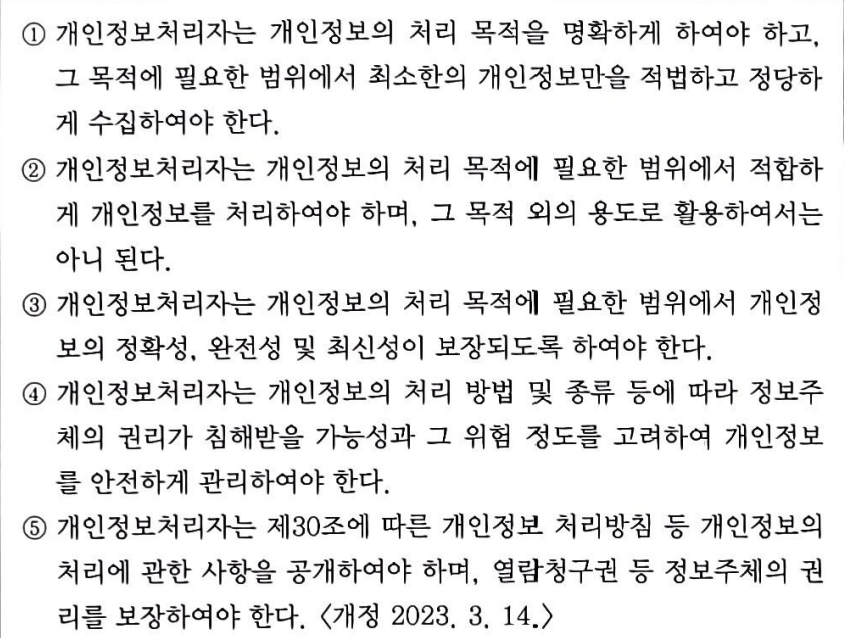 ① 개인정보처리자는 개인정보의 처리 목적을 명확하게 하여야 하고,
그 목적에 필요한 범위에서 최소한의 개인정보만을 적법하고 정당하
게 수집하여야 한다.
② 개인정보처리자는 개인정보의 처리 목적에 필요한 범위에서 적합하
게 개인정보를 처리하여야 하며, 그 목적 외의 용도로 활용하여서는
아니 된다.
③ 개인정보처리자는 개인정보의 처리 목적에 필요한 범위에서 개인정
보의 정확성, 완전성 및 최신성이 보장되도록 하여야 한다.
④ 개인정보처리자는 개인정보의 처리 방법 및 종류 등에 따라 정보주
체의 권리가 침해받을 가능성과 그 위험 정도를 고려하여 개인정보
를 안전하게 관리하여야 한다.
⑤ 개인정보처리자는 제30조에 따른 개인정보 처리방침 등 개인정보의
처리에 관한 사항을 공개하여야 하며, 열람청구권 등 정보주체의 권
리를 보장하여야 한다. 〈개정 2023. 3. 14.〉